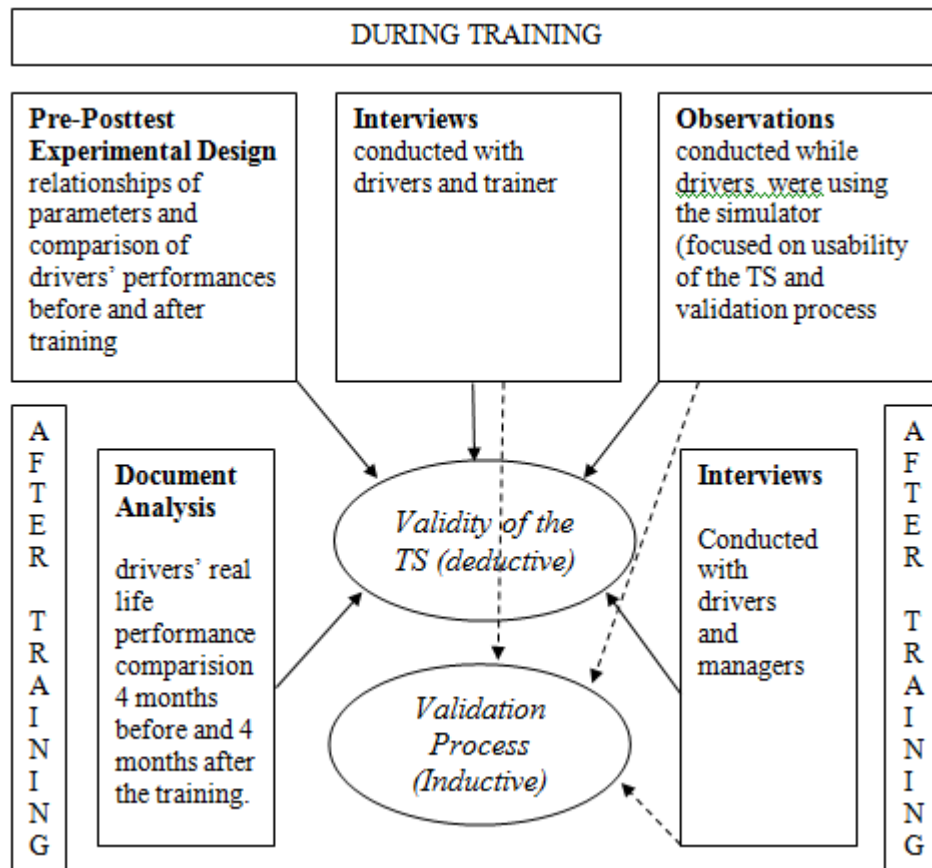 DURING TRAINING
Pre-Posttest
Experimental Design
relationships of
parameters and
comparison of
drivers' performances
before and after
training
Interviews
conducted with
drivers and trainer
Observations
conducted while
drivers were using
the simulator
(focused on usability
of the TS and
validation process
A
F
T
E
R
T
R
A
I
N
I
N
G
Document
Analysis
drivers' real
life
performance
comparision
4 months
before and 4
months after
the training.
Validity of the
TS (deductive)
Validation
Process
(Inductive)
Interviews
Conducted
with
drivers
and
managers
A
F
T
E
R
T
R
A
I
N
I
N
G